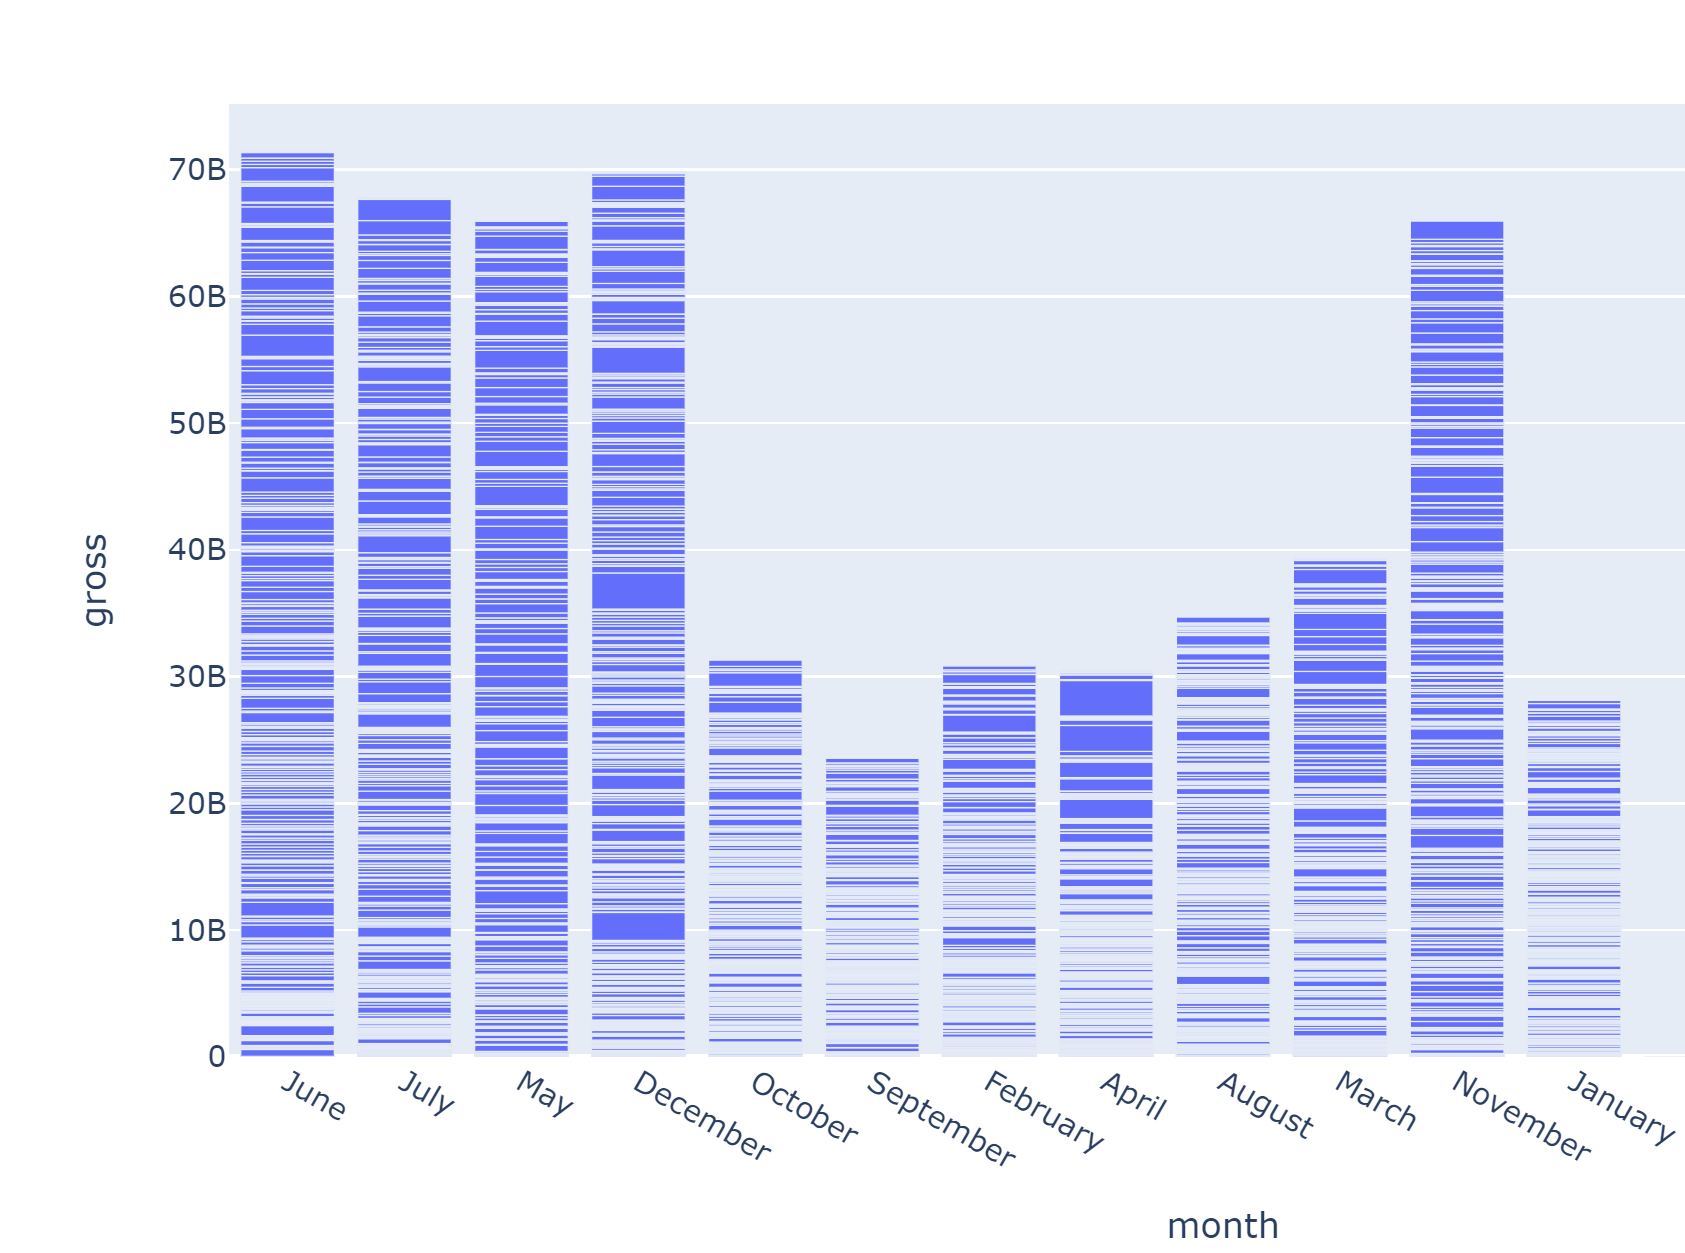 70B
60B
50B
40B
30B
20B
10B
0
gross
June
July
May
December
October
September
February
April
August
March
November
January
month